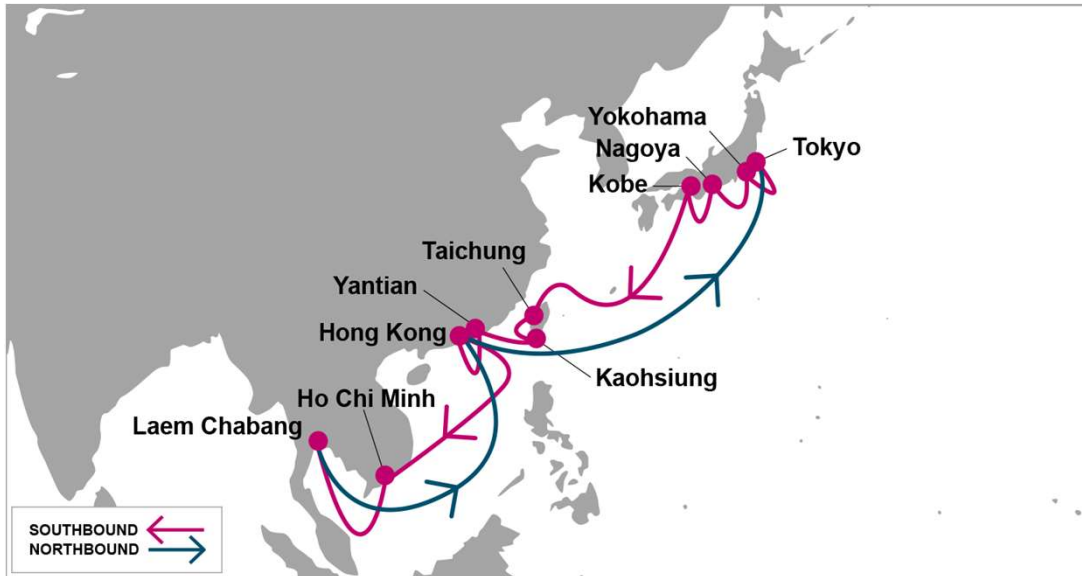 Yokohama
Nagoya
Tokyo
Kobe
Taichung
Yantian
Hong Kong
Kaohsiung
Ho Chi Minh
Laem Chabang
SOUTHBOUND
NORTHBOUND